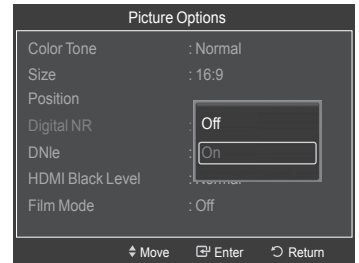 Picture Options
Color Tone : Normal
Size : 16:9
Position
Digital NR : Off
DNIe : On
HDMI Black Level : Normal
Film Mode : Off
Move Enter Return